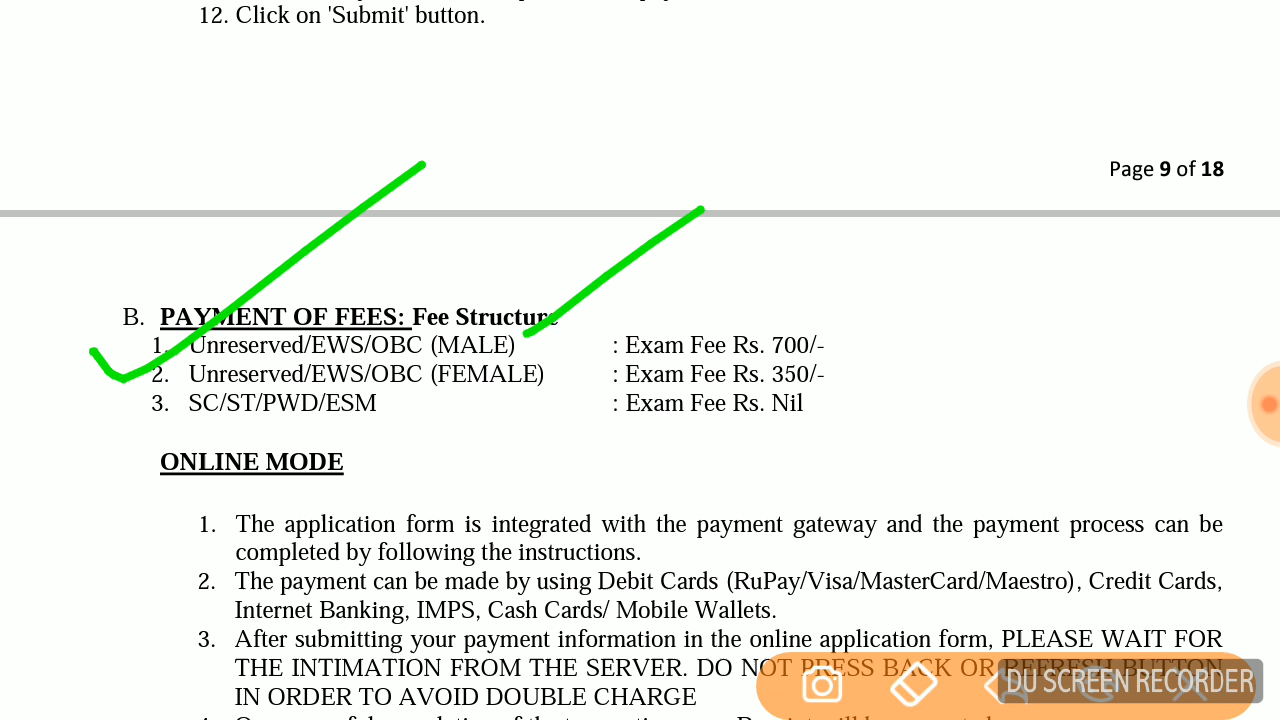 12. Click on 'Submit' button.
Page 9 of 18
B. PAYMENT OF FEES: Fee Structure
1. Unreserved/EWS/OBC (MALE) : Exam Fee Rs. 700/-
2. Unreserved/EWS/OBC (FEMALE) : Exam Fee Rs. 350/-
3. SC/ST/PWD/ESM : Exam Fee Rs. Nil
ONLINE MODE
1. The application form is integrated with the payment gateway and the payment process can be
completed by following the instructions.
2. The payment can be made by using Debit Cards (RuPay/Visa/MasterCard/Maestro), Credit Cards,
Internet Banking, IMPS, Cash Cards/ Mobile Wallets.
3. After submitting your payment information in the online application form, PLEASE WAIT FOR
THE INTIMATION FROM THE SERVER. DO NOT PRESS BACK OR REFRESH BUTTON
IN ORDER TO AVOID DOUBLE CHARGE
DU SCREEN RECORDER